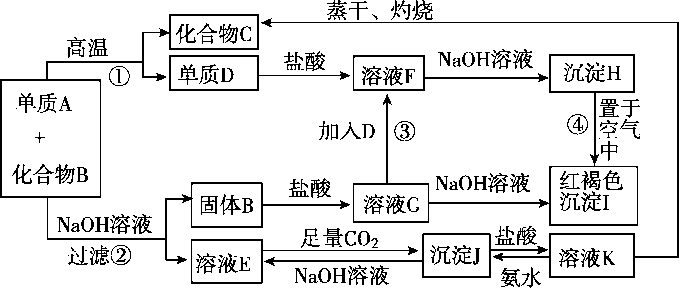 蒸干、灼烧
高温
①
化合物C
单质D
盐酸
溶液F
NaOH溶液
沉淀H
单质A
+
化合物B
加入D
③
④
置于
空气
中
NaOH溶液
过滤②
固体B
盐酸
溶液G
NaOH溶液
红褐色
沉淀I
溶液E
足量CO₂
NaOH溶液
沉淀J
盐酸
氨水
溶液K